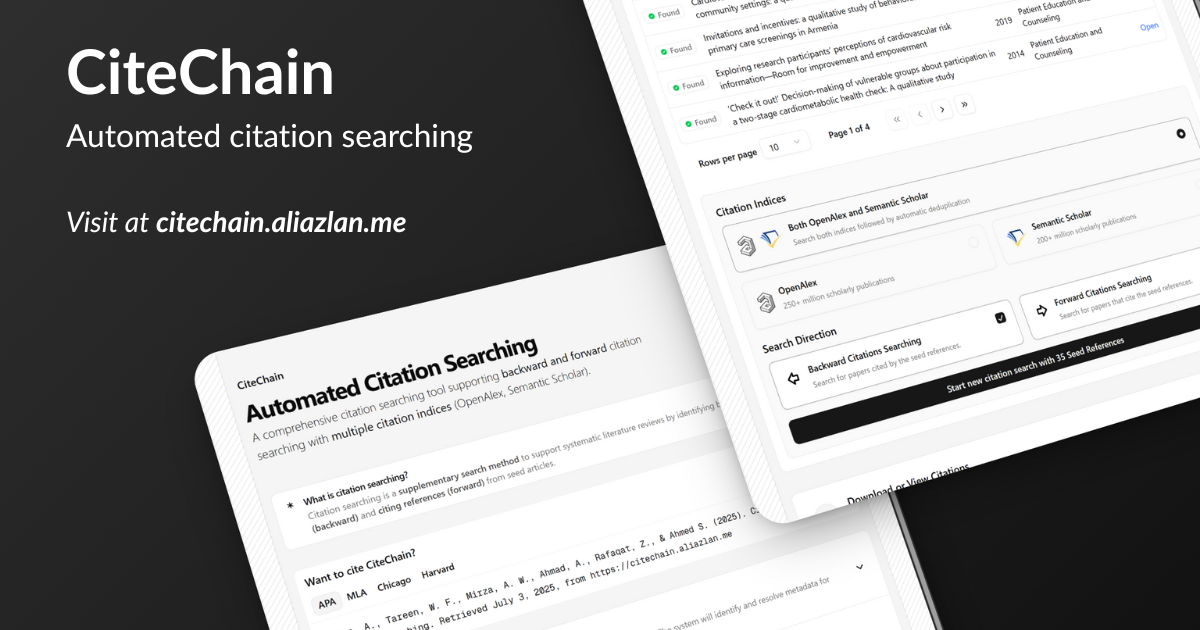 CiteChain
Automated citation searching
Visit at citechain.aliazlan.me
Found
community settings: a
Found
Invitations and incentives: a qualitative study of
primary care screenings in Armenia
Found
Exploring research participants' perceptions of cardiovascular risk
information—Room for improvement and empowerment
2019
Patient Education and
Counseling
Found
'Check it out!' Decision-making of vulnerable groups about participation in
a two-stage cardiometabolic health check: A qualitative study
2014
Patient Education and
Counseling
Open
Rows per page
10
Page 1 of 4
Citation Indices
Both OpenAlex and Semantic Scholar
Search both indices followed by automatic deduplication
OpenAlex
250+ million scholarly publications
Semantic Scholar
200+ million scholarly publications
Search Direction
Backward Citations Searching
Search for papers cited by the seed references.
Forward Citations Searching
Search for papers that cite the seed references.
Start new citation search with 35 Seed References
Download or View Citations
CiteChain
Automated Citation Searching
A comprehensive citation searching tool supporting backward and forward citation
searching with multiple citation indices (OpenAlex, Semantic Scholar).
* What is citation searching?
Citation searching is a supplementary search method to support systematic literature reviews by identifying
(backward) and citing references (forward) from seed articles.
Want to cite CiteChain?
APA MLA Chicago Harvard
A., Tareen, W. F., Mirza, A. W., Ahmad, A., Rafaqat, Z., & Ahmed S. (2025).
Retrieved July 3, 2025, from https://citechain.aliazlan.me
system will identify and resolve metadata for